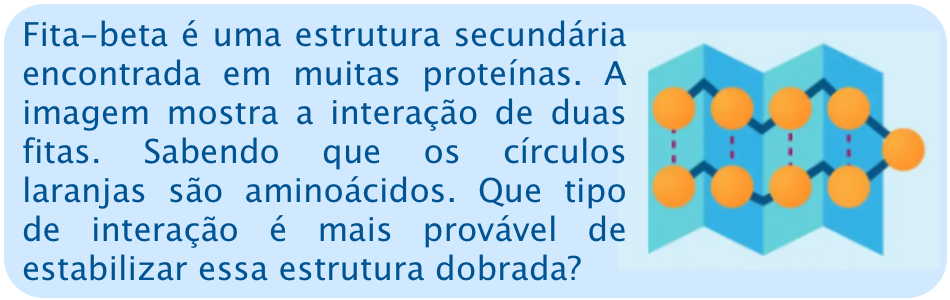 Fita-beta é uma estrutura secundária
encontrada em muitas proteínas. A
imagem mostra a interação de duas
fitas. Sabendo que os círculos
laranjas são aminoácidos. Que tipo
de interação é mais provável de
estabilizar essa estrutura dobrada?